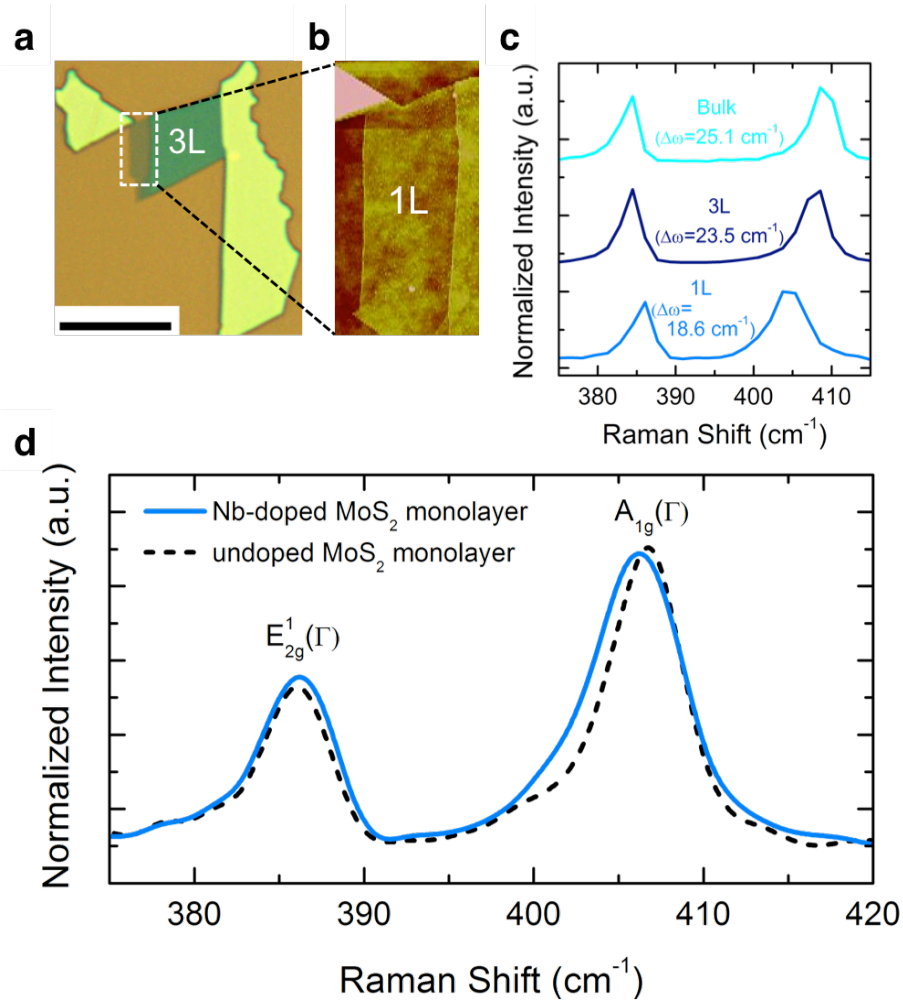 a
b
c
3L
1L
Normalized Intensity (a.u.)
Bulk
(Δω=25.1 cm⁻¹)
3L
(Δω=23.5 cm⁻¹)
1L
(Δω=
18.6 cm⁻¹)
380 390 400 410
Raman Shift (cm⁻¹)
d
Normalized Intensity (a.u.)
Nb-doped MoS₂ monolayer
undoped MoS₂ monolayer
A₁g(Γ)
E¹₂g(Γ)
380 390 400 410 420
Raman Shift (cm⁻¹)